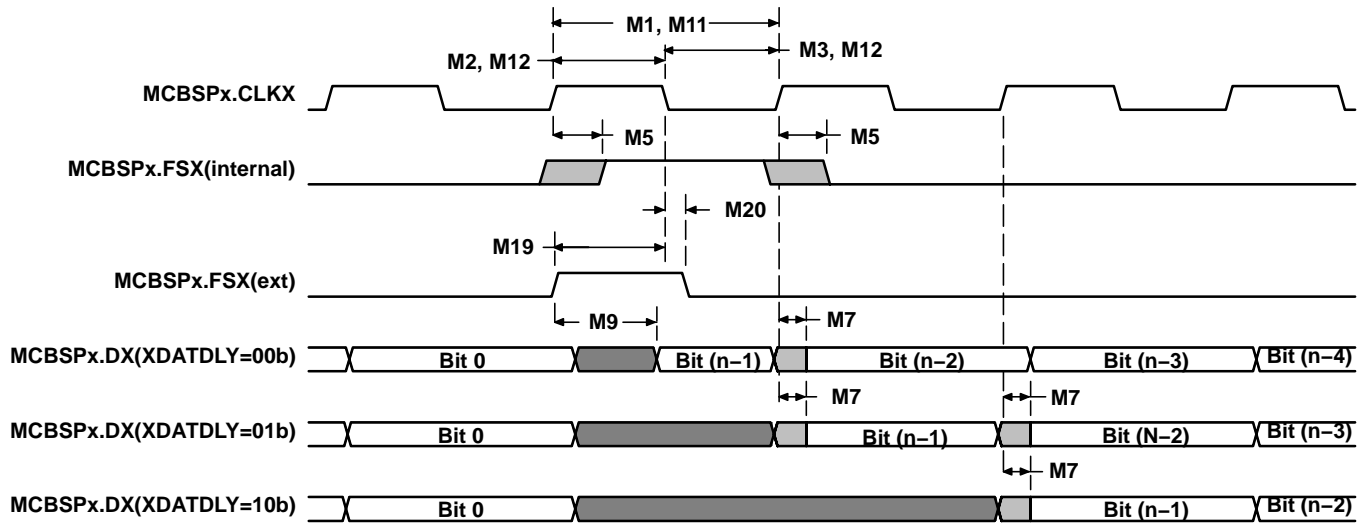 M1, M11
M2, M12
M3, M12
MCBSPx.CLKX
M5
M5
MCBSPx.FSX(internal)
M20
M19
MCBSPx.FSX(ext)
M9
M7
MCBSPx.DX(XDATDLY=00b)
Bit 0
Bit (n−1)
Bit (n−2)
Bit (n−3)
Bit (n−4)
M7
M7
MCBSPx.DX(XDATDLY=01b)
Bit 0
Bit (n−1)
Bit (N−2)
Bit (n−3)
M7
MCBSPx.DX(XDATDLY=10b)
Bit 0
Bit (n−1)
Bit (n−2)